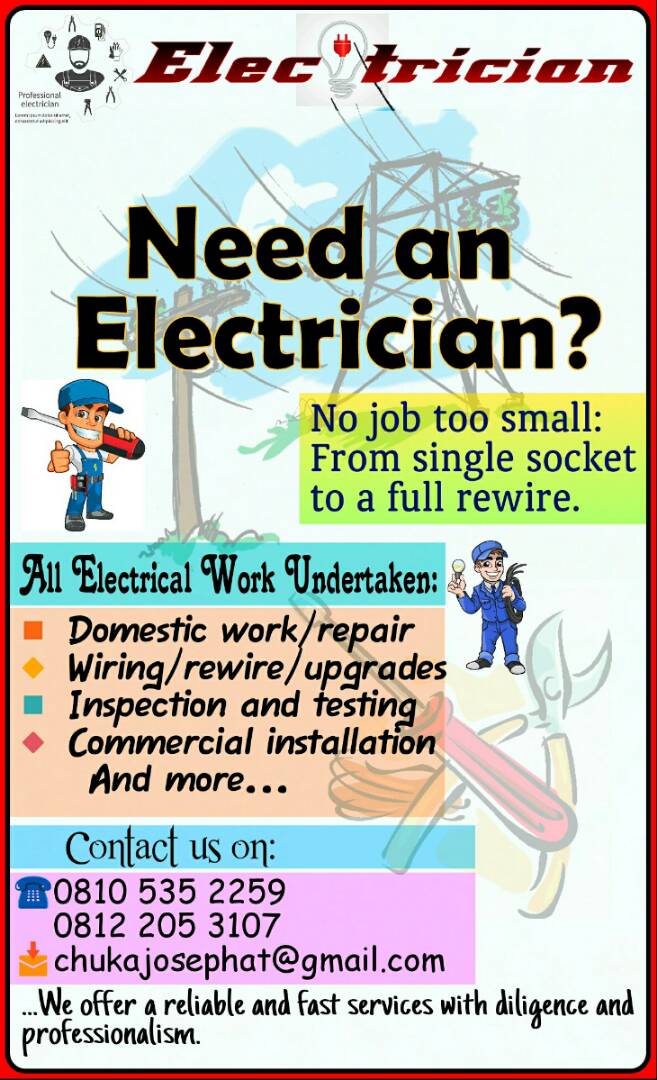 Electrician
Professional
electrician
Need an
Electrician?
No job too small:
From single socket
to a full rewire.
All Electrical Work Undertaken:
Domestic work/repair
Wiring/rewire/upgrades
Inspection and testing
Commercial installation
And more...
Contact us on:
0810 535 2259
0812 205 3107
chukajosephat@gmail.com
...We offer a reliable and fast services with diligence and
professionalism.